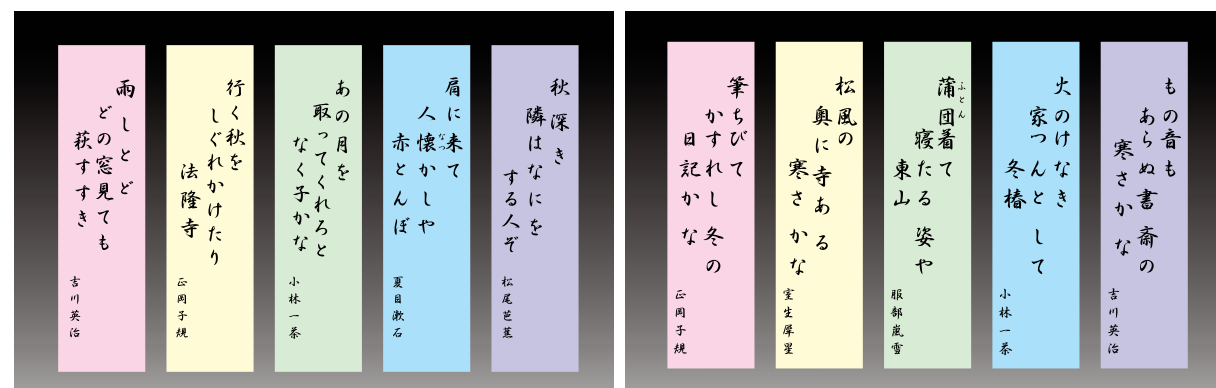 秋深き
隣はなにを
する人ぞ
松尾芭蕉
肩に来て
人懐かしや
なつ
赤とんぼ
夏目漱石
あの月を
取ってくれろと
なく子かな
小林一茶
行く秋を
しぐれかけたり
法隆寺
正岡子規
雨しとど
どの窓見ても
萩すすき
吉川英治
もの音も
あらぬ書斎の
寒さかな
吉川英治
火のけなき
家つんとして
冬椿
小林一茶
蒲団着て
ふとん
寝たる姿や
東山
服部嵐雪
松風の
奥に寺ある
寒さかな
室生犀星
筆ちびて
かすれし冬の
日記かな
正岡子規